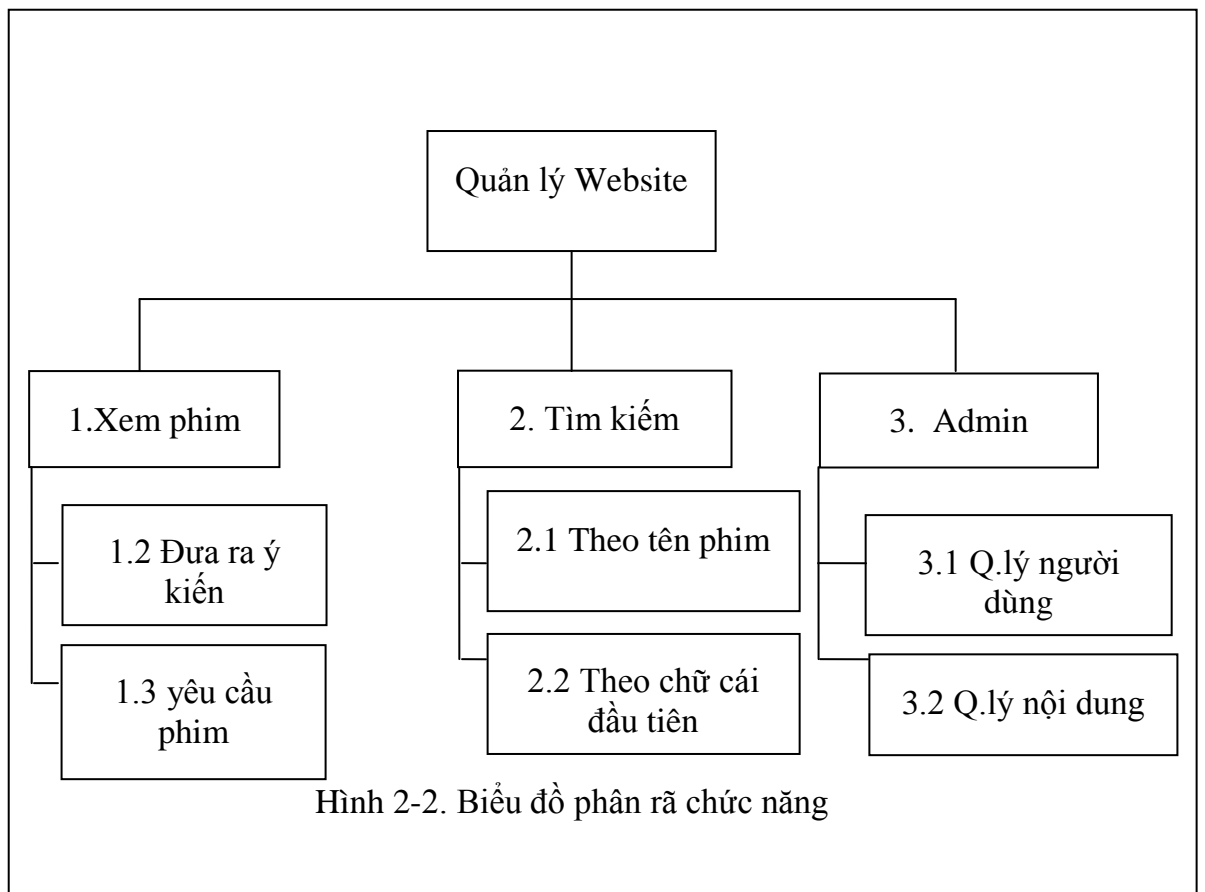 Quản lý Website
1.Xem phim
2. Tìm kiếm
3. Admin
1.2 Đưa ra ý
kiến
1.3 yêu cầu
phim
2.1 Theo tên phim
2.2 Theo chữ cái
đầu tiên
3.1 Q.lý người
dùng
3.2 Q.lý nội dung
Hình 2-2. Biểu đồ phân rã chức năng